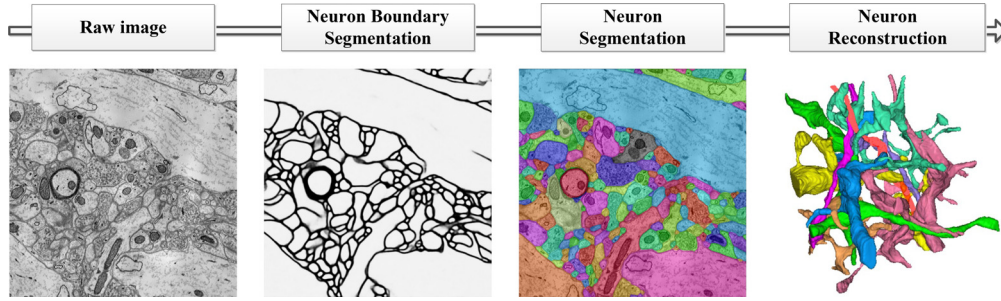 Raw image
Neuron Boundary
Segmentation
Neuron
Segmentation
Neuron
Reconstruction